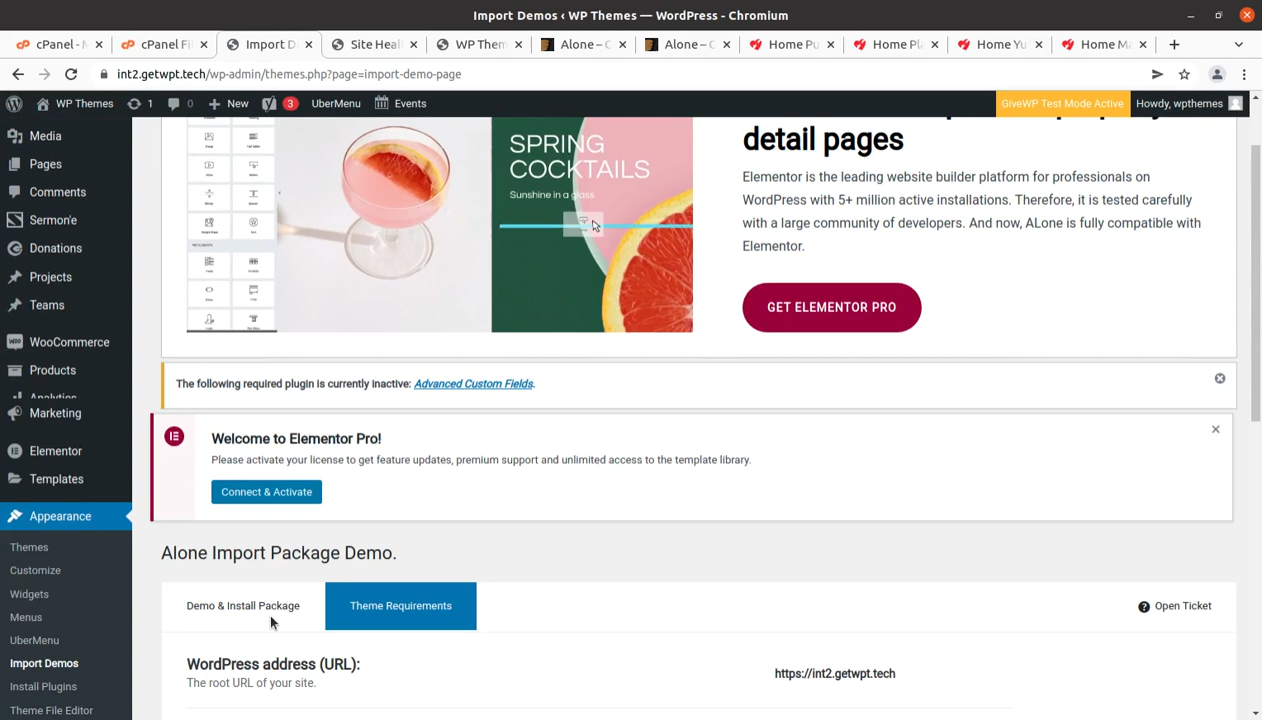 Import Demos ‹ WP Themes — WordPress - Chromium
cPanel - M
cPanel Fi
Import D
Site Heal
WP Them
Alone – C
Alone – C
Home Pu
Home Pl
Home Yu
Home M
int2.getwpt.tech/wp-admin/themes.php?page=import-demo-page
WP Themes
1
0
New
3
UberMenu
Events
GiveWP Test Mode Active
Howdy, wpthemes
Media
Pages
Comments
Sermon'e
Donations
Projects
Teams
WooCommerce
Products
Analytics
Marketing
Elementor
Templates
Appearance
Themes
Customize
Widgets
Menus
UberMenu
Import Demos
Install Plugins
Theme File Editor
SPRING
COCKTAILS
Sunshine in a glass
detail pages
Elementor is the leading website builder platform for professionals on
WordPress with 5+ million active installations. Therefore, it is tested carefully
with a large community of developers. And now, ALone is fully compatible with
Elementor.
GET ELEMENTOR PRO
The following required plugin is currently inactive: Advanced Custom Fields.
Welcome to Elementor Pro!
Please activate your license to get feature updates, premium support and unlimited access to the template library.
Connect & Activate
Alone Import Package Demo.
Demo & Install Package
Theme Requirements
Open Ticket
WordPress address (URL):
The root URL of your site.
https://int2.getwpt.tech